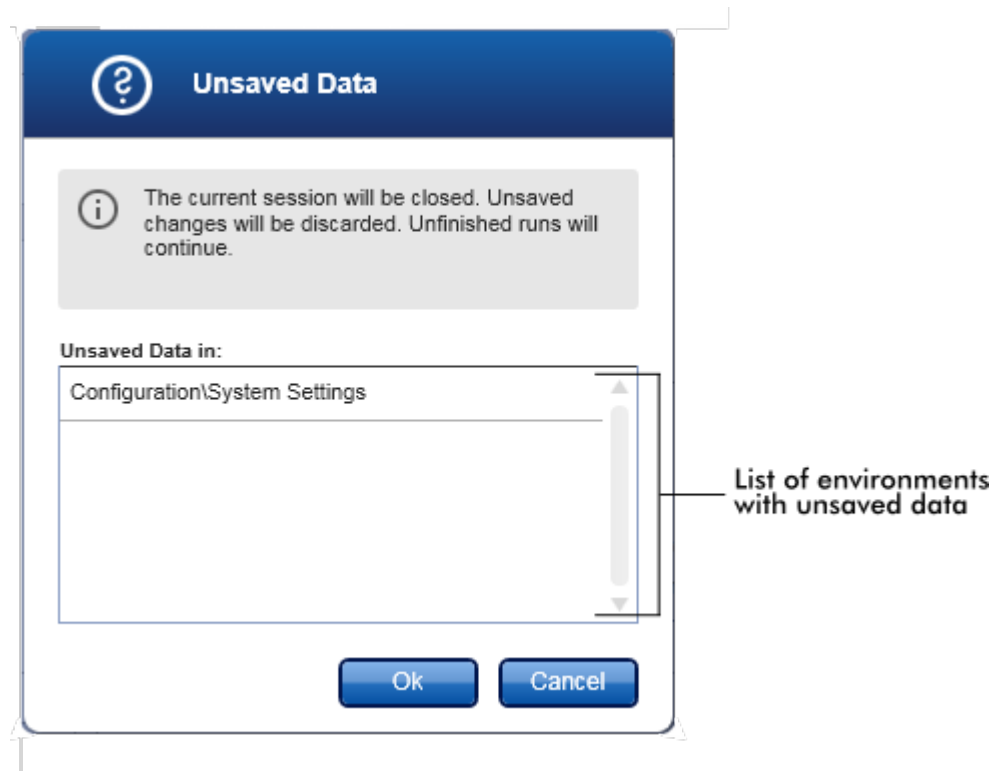 Unsaved Data
The current session will be closed. Unsaved
changes will be discarded. Unfinished runs will
continue.
Unsaved Data in:
Configuration\System Settings
List of environments
with unsaved data
Ok
Cancel